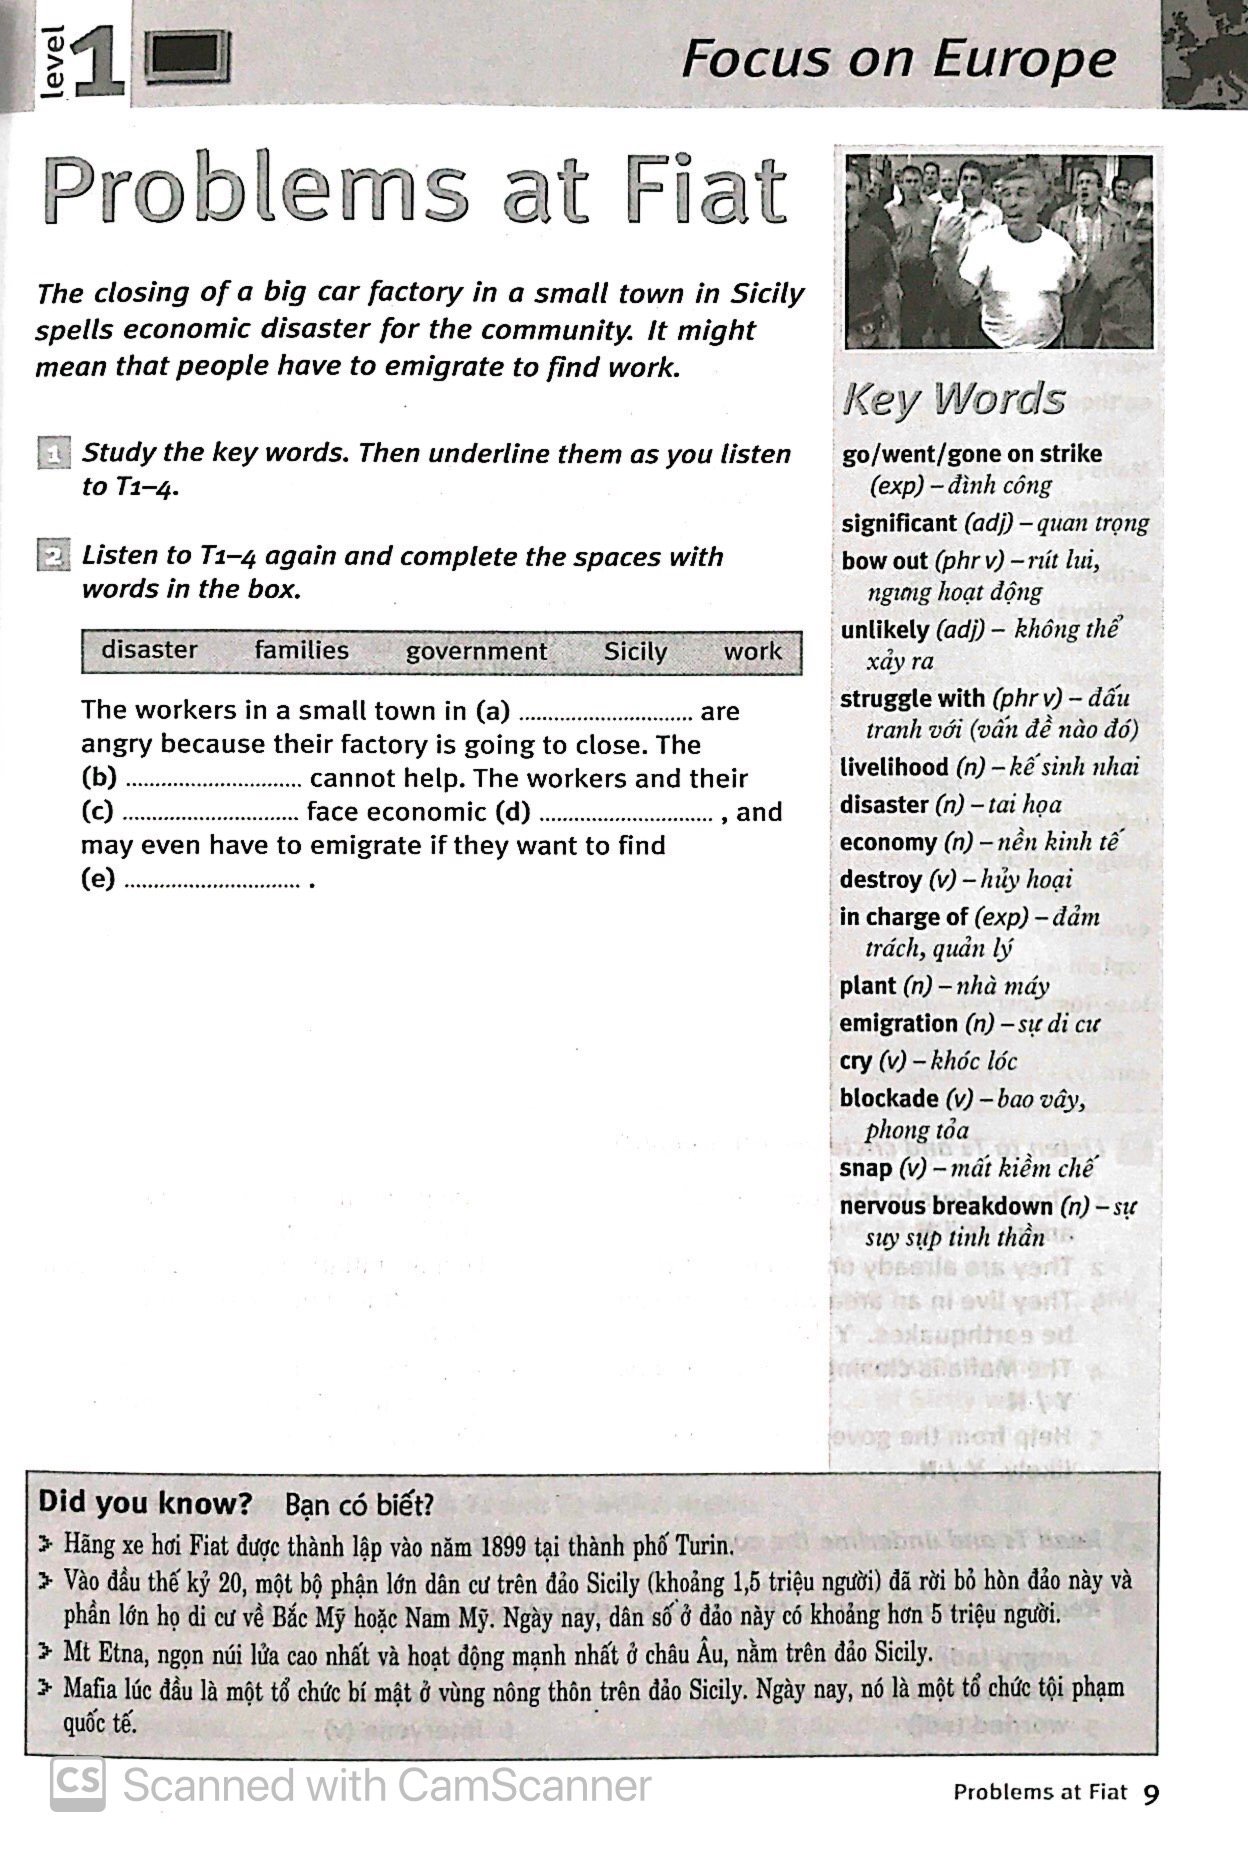 level 1
Focus on Europe
Problems at Fiat
The closing of a big car factory in a small town in Sicily
spells economic disaster for the community. It might
mean that people have to emigrate to find work.
1 Study the key words. Then underline them as you listen
to T1–4.
2 Listen to T1–4 again and complete the spaces with
words in the box.
disaster families government Sicily work
The workers in a small town in (a) ............................ are
angry because their factory is going to close. The
(b) ............................ cannot help. The workers and their
(c) ............................ face economic (d) ............................ , and
may even have to emigrate if they want to find
(e) ............................ .
Key Words
go/went/gone on strike
(exp) – đình công
significant (adj) – quan trọng
bow out (phr v) – rút lui,
ngưng hoạt động
unlikely (adj) – không thể
xảy ra
struggle with (phr v) – đấu
tranh với (vấn đề nào đó)
livelihood (n) – kế sinh nhai
disaster (n) – tai họa
economy (n) – nền kinh tế
destroy (v) – hủy hoại
in charge of (exp) – đảm
trách, quản lý
plant (n) – nhà máy
emigration (n) – sự di cư
cry (v) – khóc lóc
blockade (v) – bao vây,
phong tỏa
snap (v) – mất kiềm chế
nervous breakdown (n) – sự
suy sụp tinh thần
Did you know? Bạn có biết?
Hãng xe hơi Fiat được thành lập vào năm 1899 tại thành phố Turin.
Vào đầu thế kỷ 20, một bộ phận lớn dân cư trên đảo Sicily (khoảng 1,5 triệu người) đã rời bỏ hòn đảo này và
phần lớn họ di cư về Bắc Mỹ hoặc Nam Mỹ. Ngày nay, dân số ở đảo này có khoảng hơn 5 triệu người.
Mt Etna, ngọn núi lửa cao nhất và hoạt động mạnh nhất ở châu Âu, nằm trên đảo Sicily.
Mafia lúc đầu là một tổ chức bí mật ở vùng nông thôn trên đảo Sicily. Ngày nay, nó là một tổ chức tội phạm
quốc tế.
CS Scanned with CamScanner
Problems at Fiat 9